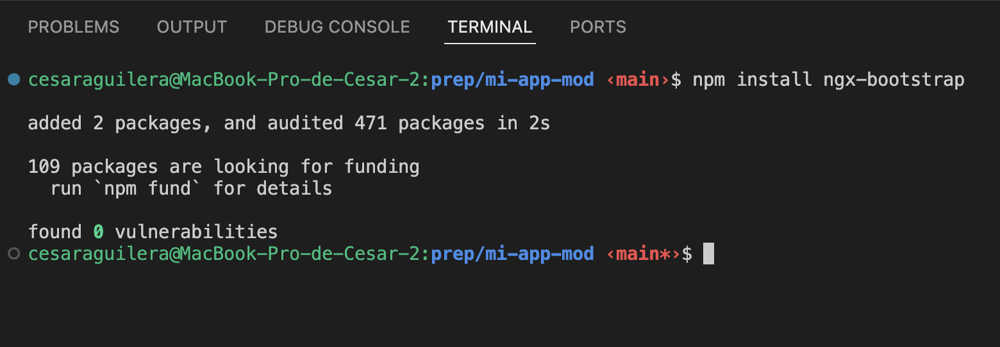 PROBLEMS OUTPUT DEBUG CONSOLE TERMINAL PORTS
cesaraguilera@MacBook-Pro-de-Cesar-2:prep/mi-app-mod ‹main›$ npm install ngx-bootstrap
added 2 packages, and audited 471 packages in 2s
109 packages are looking for funding
  run `npm fund` for details
found 0 vulnerabilities
cesaraguilera@MacBook-Pro-de-Cesar-2:prep/mi-app-mod ‹main*›$